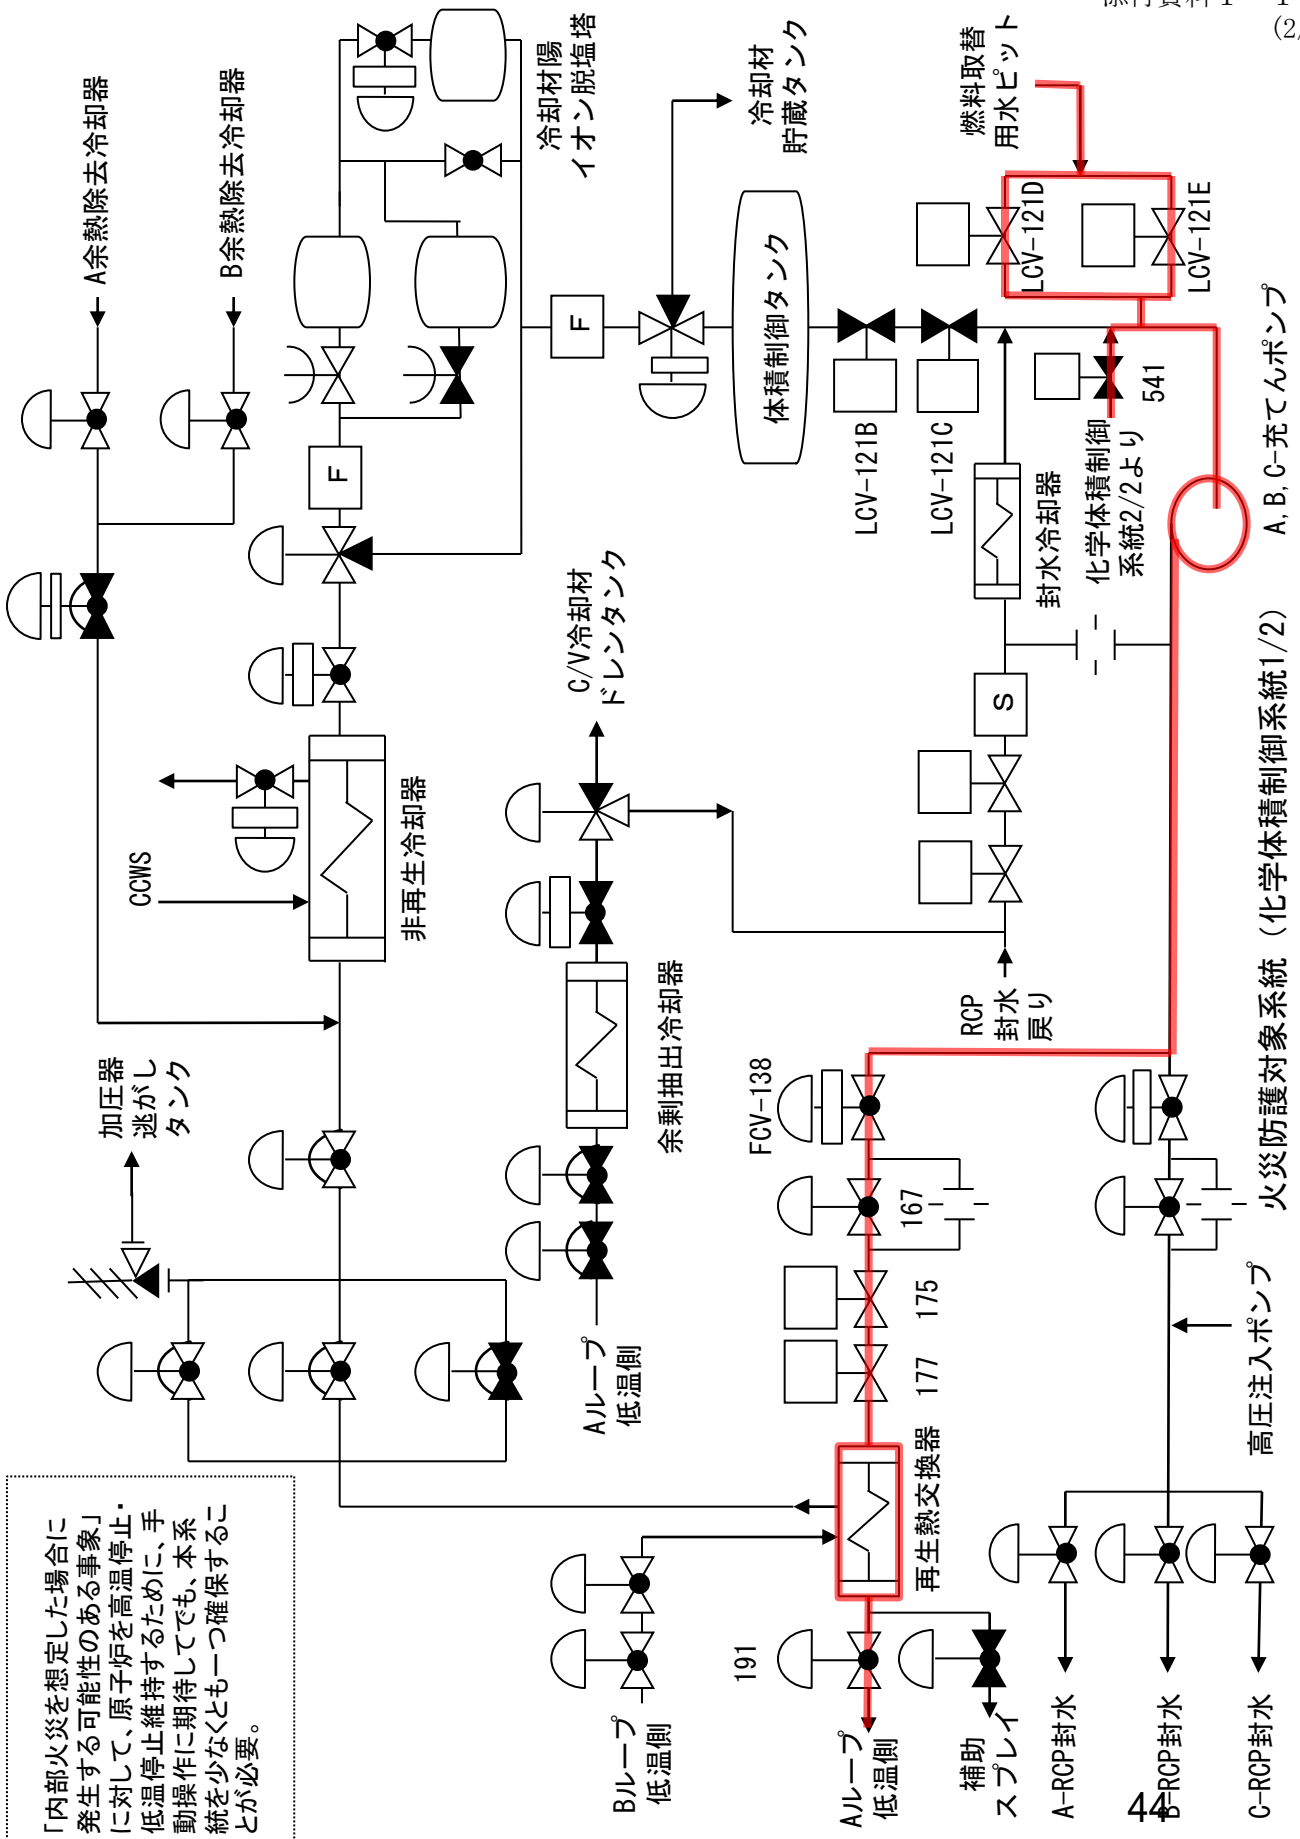 添付資料1－1
(2/
「内部火災を想定した場合に
発生する可能性のある事象」
に対して、原子炉を高温停止・
低温停止維持するために、手
動操作に期待してでも、本系
統を少なくとも一つ確保するこ
とが必要。
加圧器
逃がし
タンク
A余熱除去冷却器
B余熱除去冷却器
CCWS
非再生冷却器
F
冷却材陽
イオン脱塩塔
F
冷却材
貯蔵タンク
体積制御タンク
LCV-121B
LCV-121C
燃料取替
用水ピット
LCV-121D
LCV-121E
541
化学体積制御
系統2/2より
A,B,C-充てんポンプ
封水冷却器
S
RCP
封水
戻り
C/V冷却材
ドレンタンク
余剰抽出冷却器
Aループ
低温側
FCV-138
167
175
177
再生熱交換器
191
Bループ
低温側
Aループ
低温側
補助
スプレイ
A-RCP封水
B-RCP封水
C-RCP封水
高圧注入ポンプ
火災防護対象系統（化学体積制御系統1/2）
44